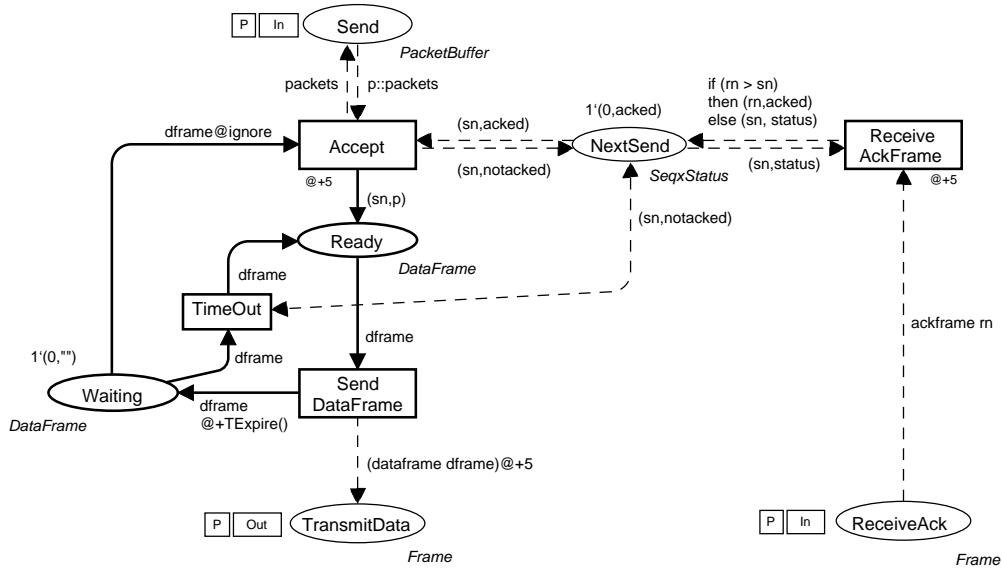 P
In
Send
PacketBuffer
packets
p::packets
if (rn > sn)
then (rn,acked)
else (sn, status)
1‘(0,acked)
dframe@ignore
(sn,acked)
Accept
NextSend
Receive
AckFrame
(sn,notacked)
(sn,status)
SeqxStatus
@+5
@+5
(sn,p)
(sn,notacked)
Ready
DataFrame
dframe
TimeOut
ackframe rn
dframe
1‘(0,"")
dframe
Waiting
Send
DataFrame
dframe
@+TExpire()
DataFrame
(dataframe dframe)@+5
P
Out
TransmitData
Frame
P
In
ReceiveAck
Frame